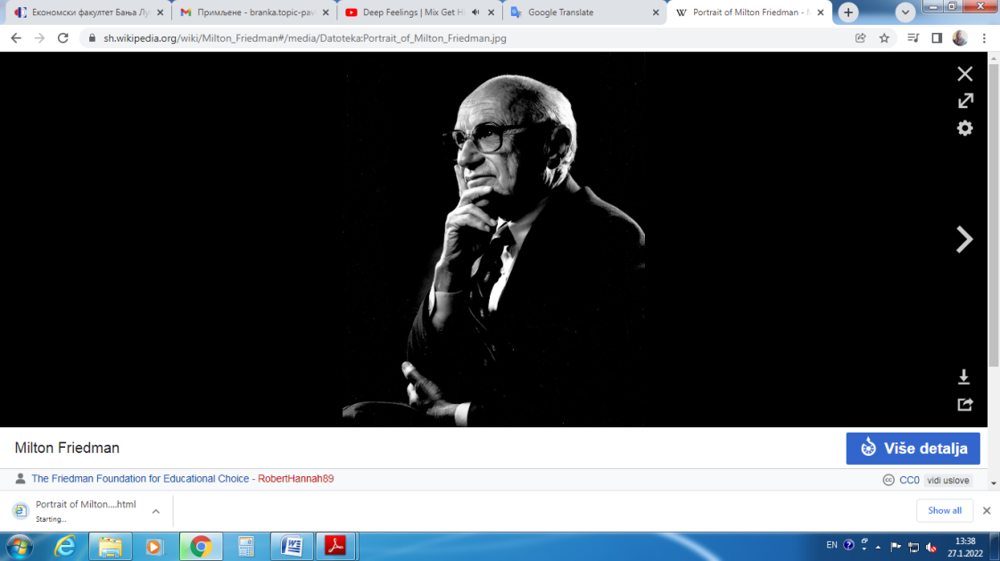 Економски факултет Бања Лу
Примљене - branka.topic-pav
Deep Feelings | Mix Get H
Google Translate
Portrait of Milton Friedman -
sh.wikipedia.org/wiki/Milton_Friedman#/media/Datoteka:Portrait_of_Milton_Friedman.jpg
Milton Friedman
Više detalja
The Friedman Foundation for Educational Choice - RobertHannah89
CC0 vidi uslove
Portrait of Milton....html
Starting...
Show all
EN
13:38
27.1.2022